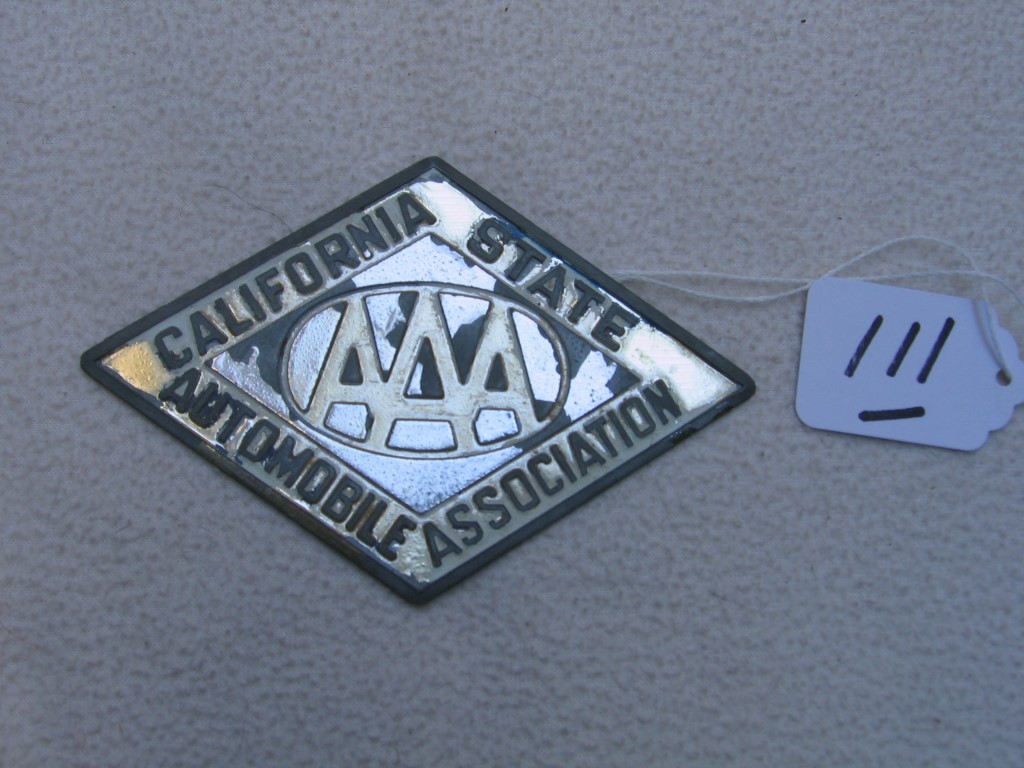 CALIFORNIA
STATE
AAA
AUTOMOBILE
ASSOCIATION
111